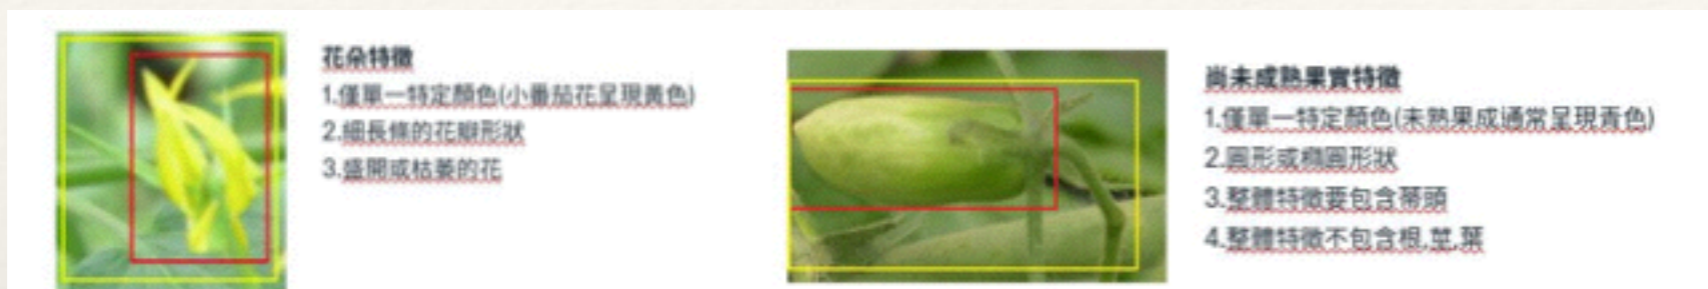 花朵特徵
1.僅單一特定顏色(小番茄花呈現黃色)
2.細長條的花瓣形狀
3.盛開或枯萎的花
尚未成熟果實特徵
1.僅單一特定顏色(未熟果成通常呈現青色)
2.圓形或橢圓形狀
3.整體特徵要包含蒂頭
4.整體特徵不包含根,莖,葉